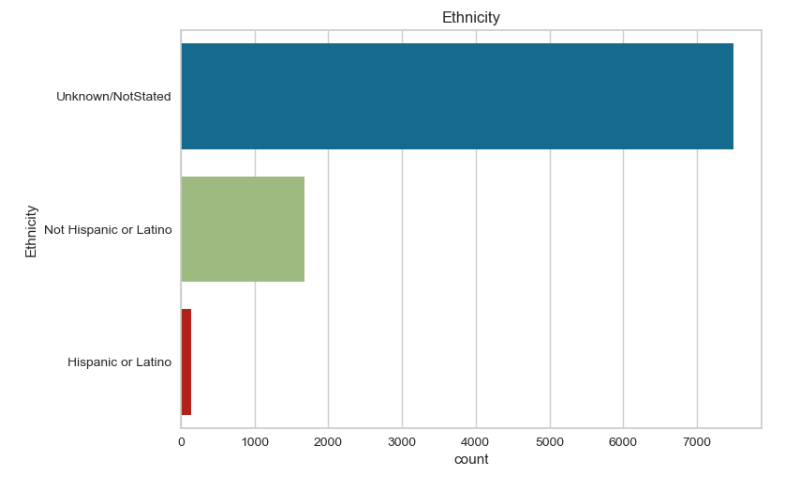 Ethnicity
Unknown/NotStated
Not Hispanic or Latino
Hispanic or Latino
Ethnicity
0 1000 2000 3000 4000 5000 6000 7000
count